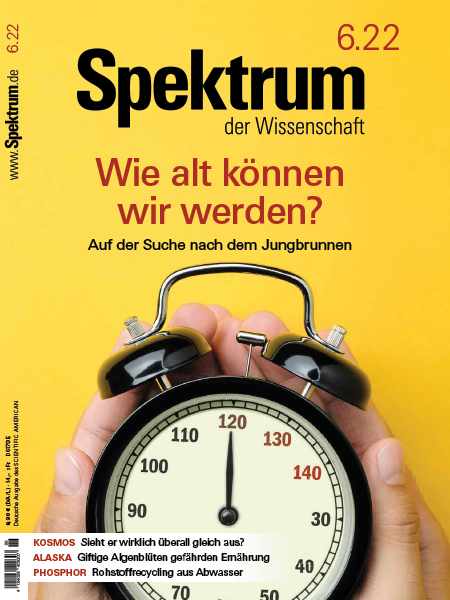 6.22
Spektrum
der Wissenschaft
Wie alt können
wir werden?
Auf der Suche nach dem Jungbrunnen
120
110
130
100
140
90
30
40
70
50
KOSMOS Sieht er wirklich überall gleich aus?
ALASKA Giftige Algenblüten gefährden Ernährung
PHOSPHOR Rohstoffrecycling aus Abwasser
6.22
www.Spektrum.de
Deutsche Ausgabe des SCIENTIFIC AMERICAN